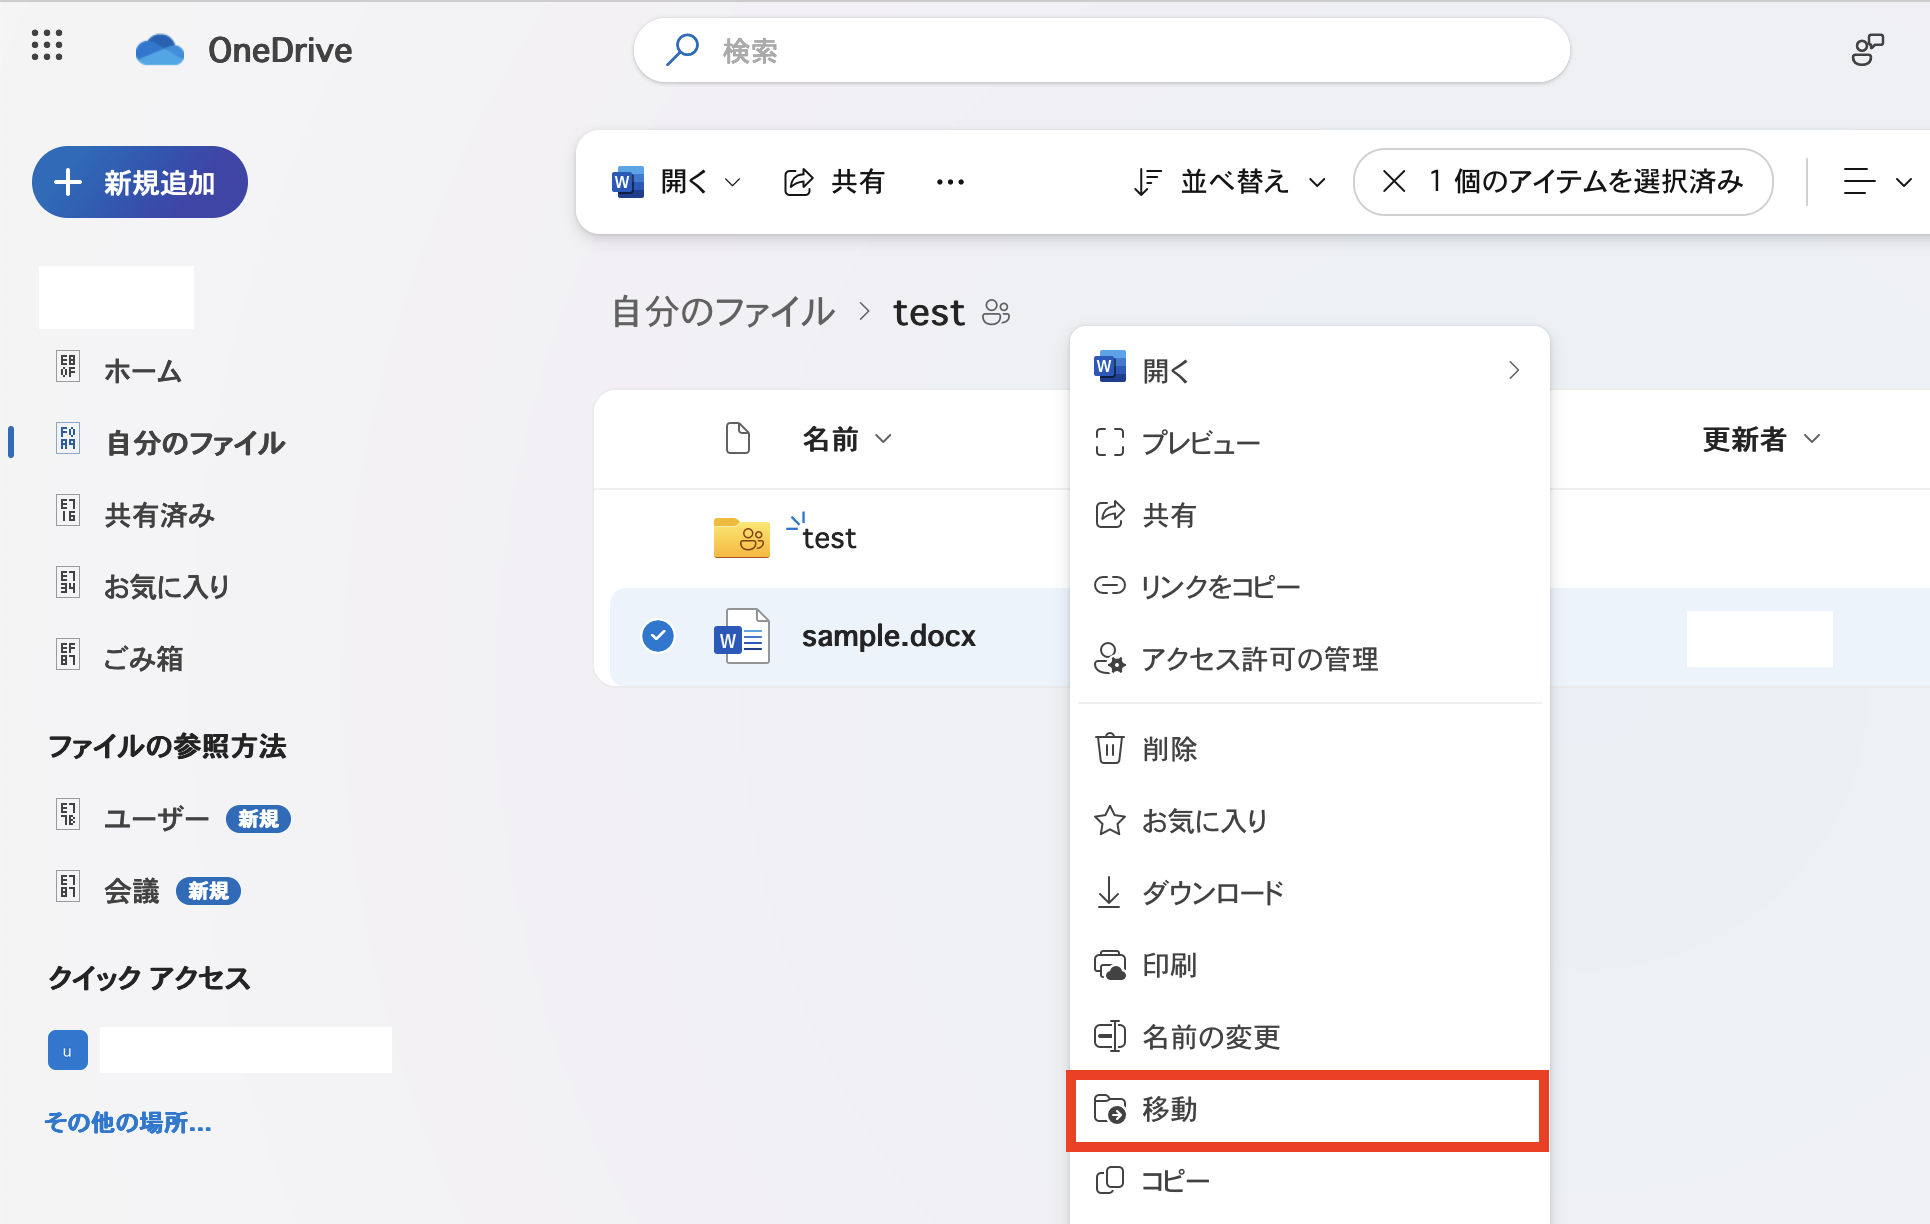 OneDrive
検索
新規追加
開く
共有
並べ替え
1 個のアイテムを選択済み
自分のファイル > test
ホーム
自分のファイル
共有済み
お気に入り
ごみ箱
ファイルの参照方法
ユーザー 新規
会議 新規
クイック アクセス
u
その他の場所...
名前
更新者
test
sample.docx
開く
プレビュー
共有
リンクをコピー
アクセス許可の管理
削除
お気に入り
ダウンロード
印刷
名前の変更
移動
コピー